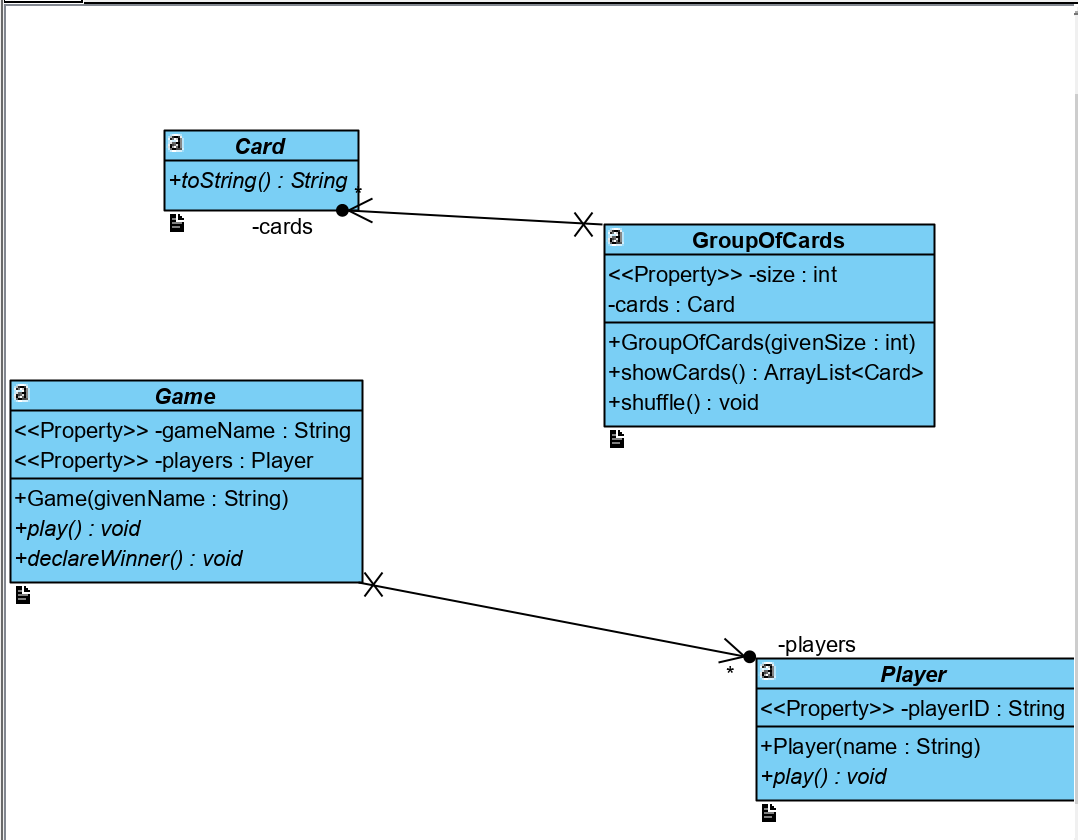 a
Card
+toString() : String
*
-cards
a
GroupOfCards
<<Property>> -size : int
-cards : Card
+GroupOfCards(givenSize : int)
+showCards() : ArrayList<Card>
+shuffle() : void
a
Game
<<Property>> -gameName : String
<<Property>> -players : Player
+Game(givenName : String)
+play() : void
+declareWinner() : void
-players
*
a
Player
<<Property>> -playerID : String
+Player(name : String)
+play() : void